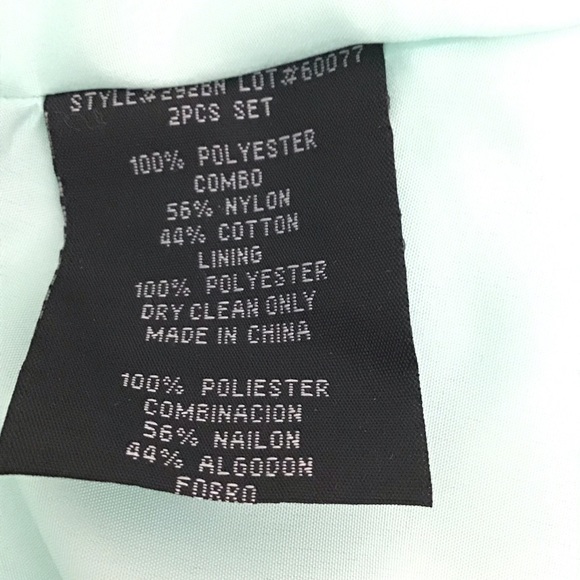 STYLE#292BN LOT.#60077
2PCS SET
100% POLYESTER
COMBO
56% NYLON
44% COTTON
LINING
100% POLYESTER
DRY CLEAN ONLY
MADE IN CHINA
100% POLIESTER
COMBINACION
56% NAILON
44% ALGODON
FORRO